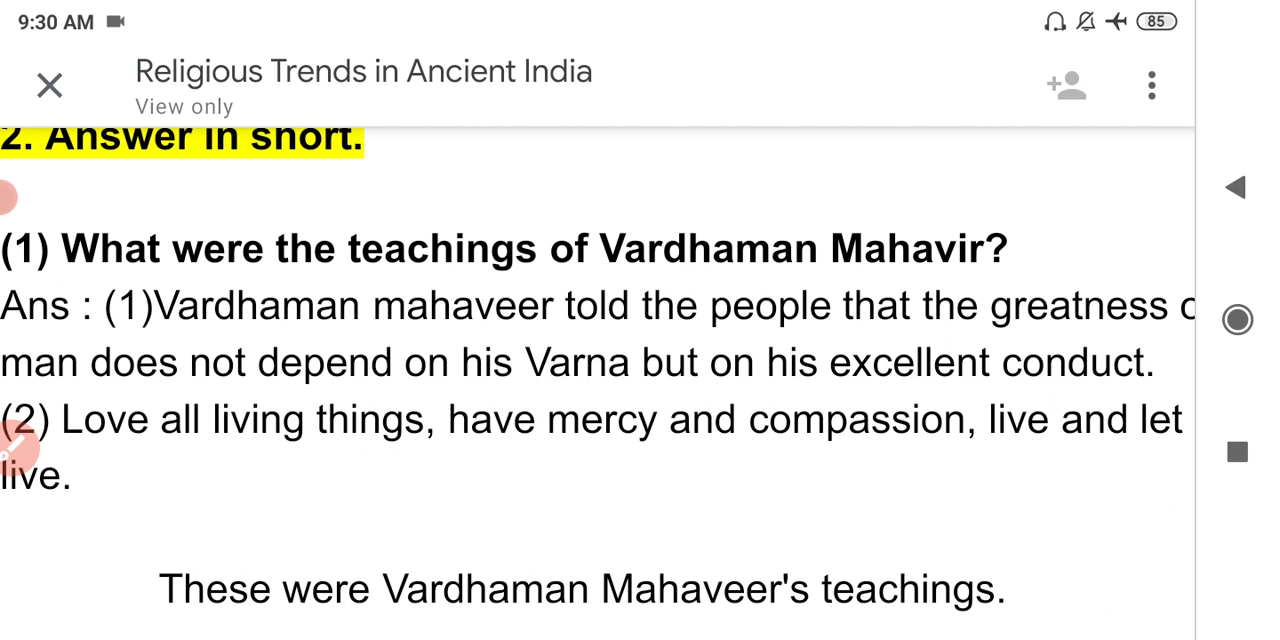 9:30 AM
85
Religious Trends in Ancient India
View only
2. Answer in short.
(1) What were the teachings of Vardhaman Mahavir?
Ans : (1)Vardhaman mahaveer told the people that the greatness
man does not depend on his Varna but on his excellent conduct.
(2) Love all living things, have mercy and compassion, live and let
live.
These were Vardhaman Mahaveer's teachings.